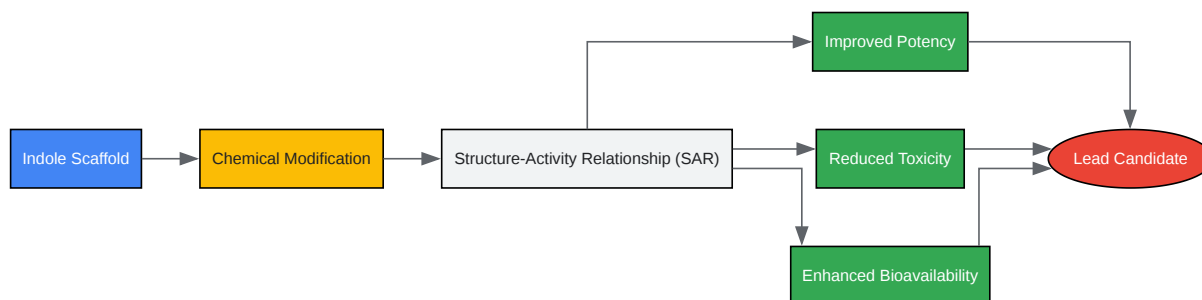 Improved Potency
Indole Scaffold
Chemical Modification
Structure-Activity Relationship (SAR)
Reduced Toxicity
Lead Candidate
Enhanced Bioavailability